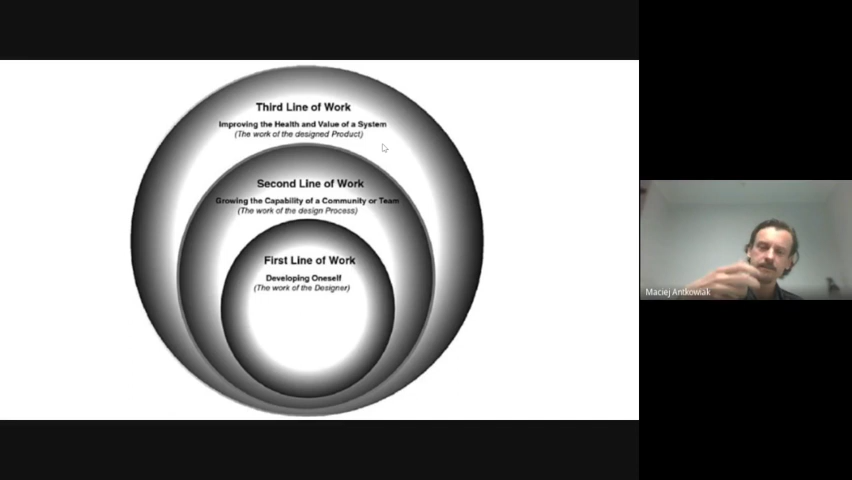 Third Line of Work
Improving the Health and Value of a System
(The work of the designed Product)
Second Line of Work
Growing the Capability of a Community or Team
(The work of the design Process)
First Line of Work
Developing Oneself
(The work of the Designer)
Maciej Antkowiak